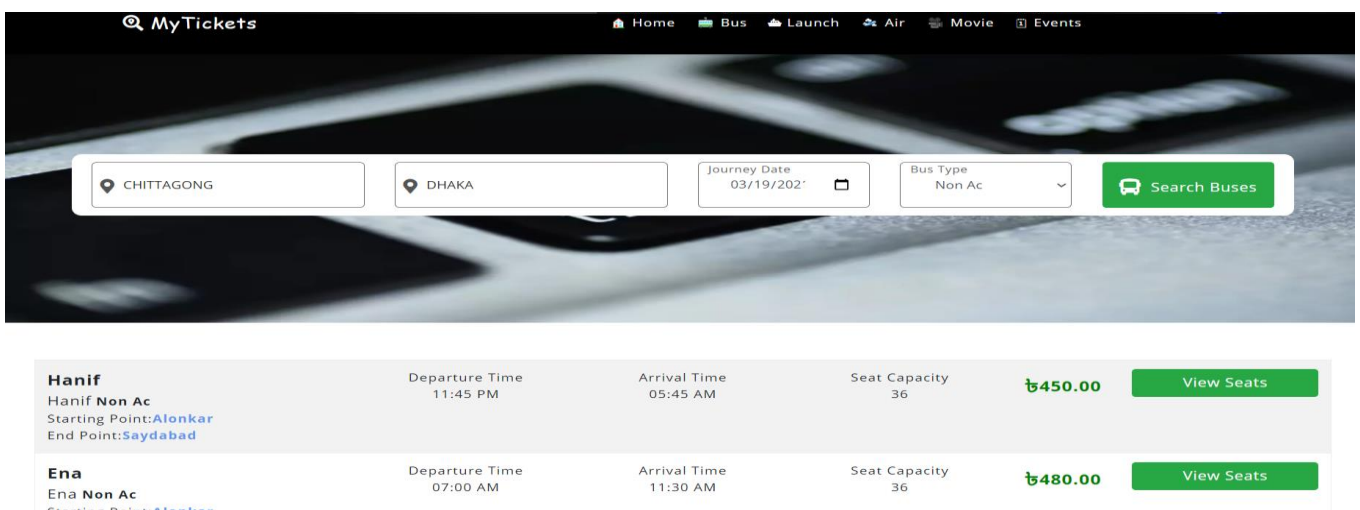 MyTickets
Home Bus Launch Air Movie Events
CHITTAGONG
DHAKA
Journey Date
03/19/202
Bus Type
Non Ac
Search Buses
Hanif
Hanif Non Ac
Starting Point:Alonkar
End Point:Saydabad
Departure Time
11:45 PM
Arrival Time
05:45 AM
Seat Capacity
36
৳450.00
View Seats
Ena
Ena Non Ac
Departure Time
07:00 AM
Arrival Time
11:30 AM
Seat Capacity
36
৳480.00
View Seats